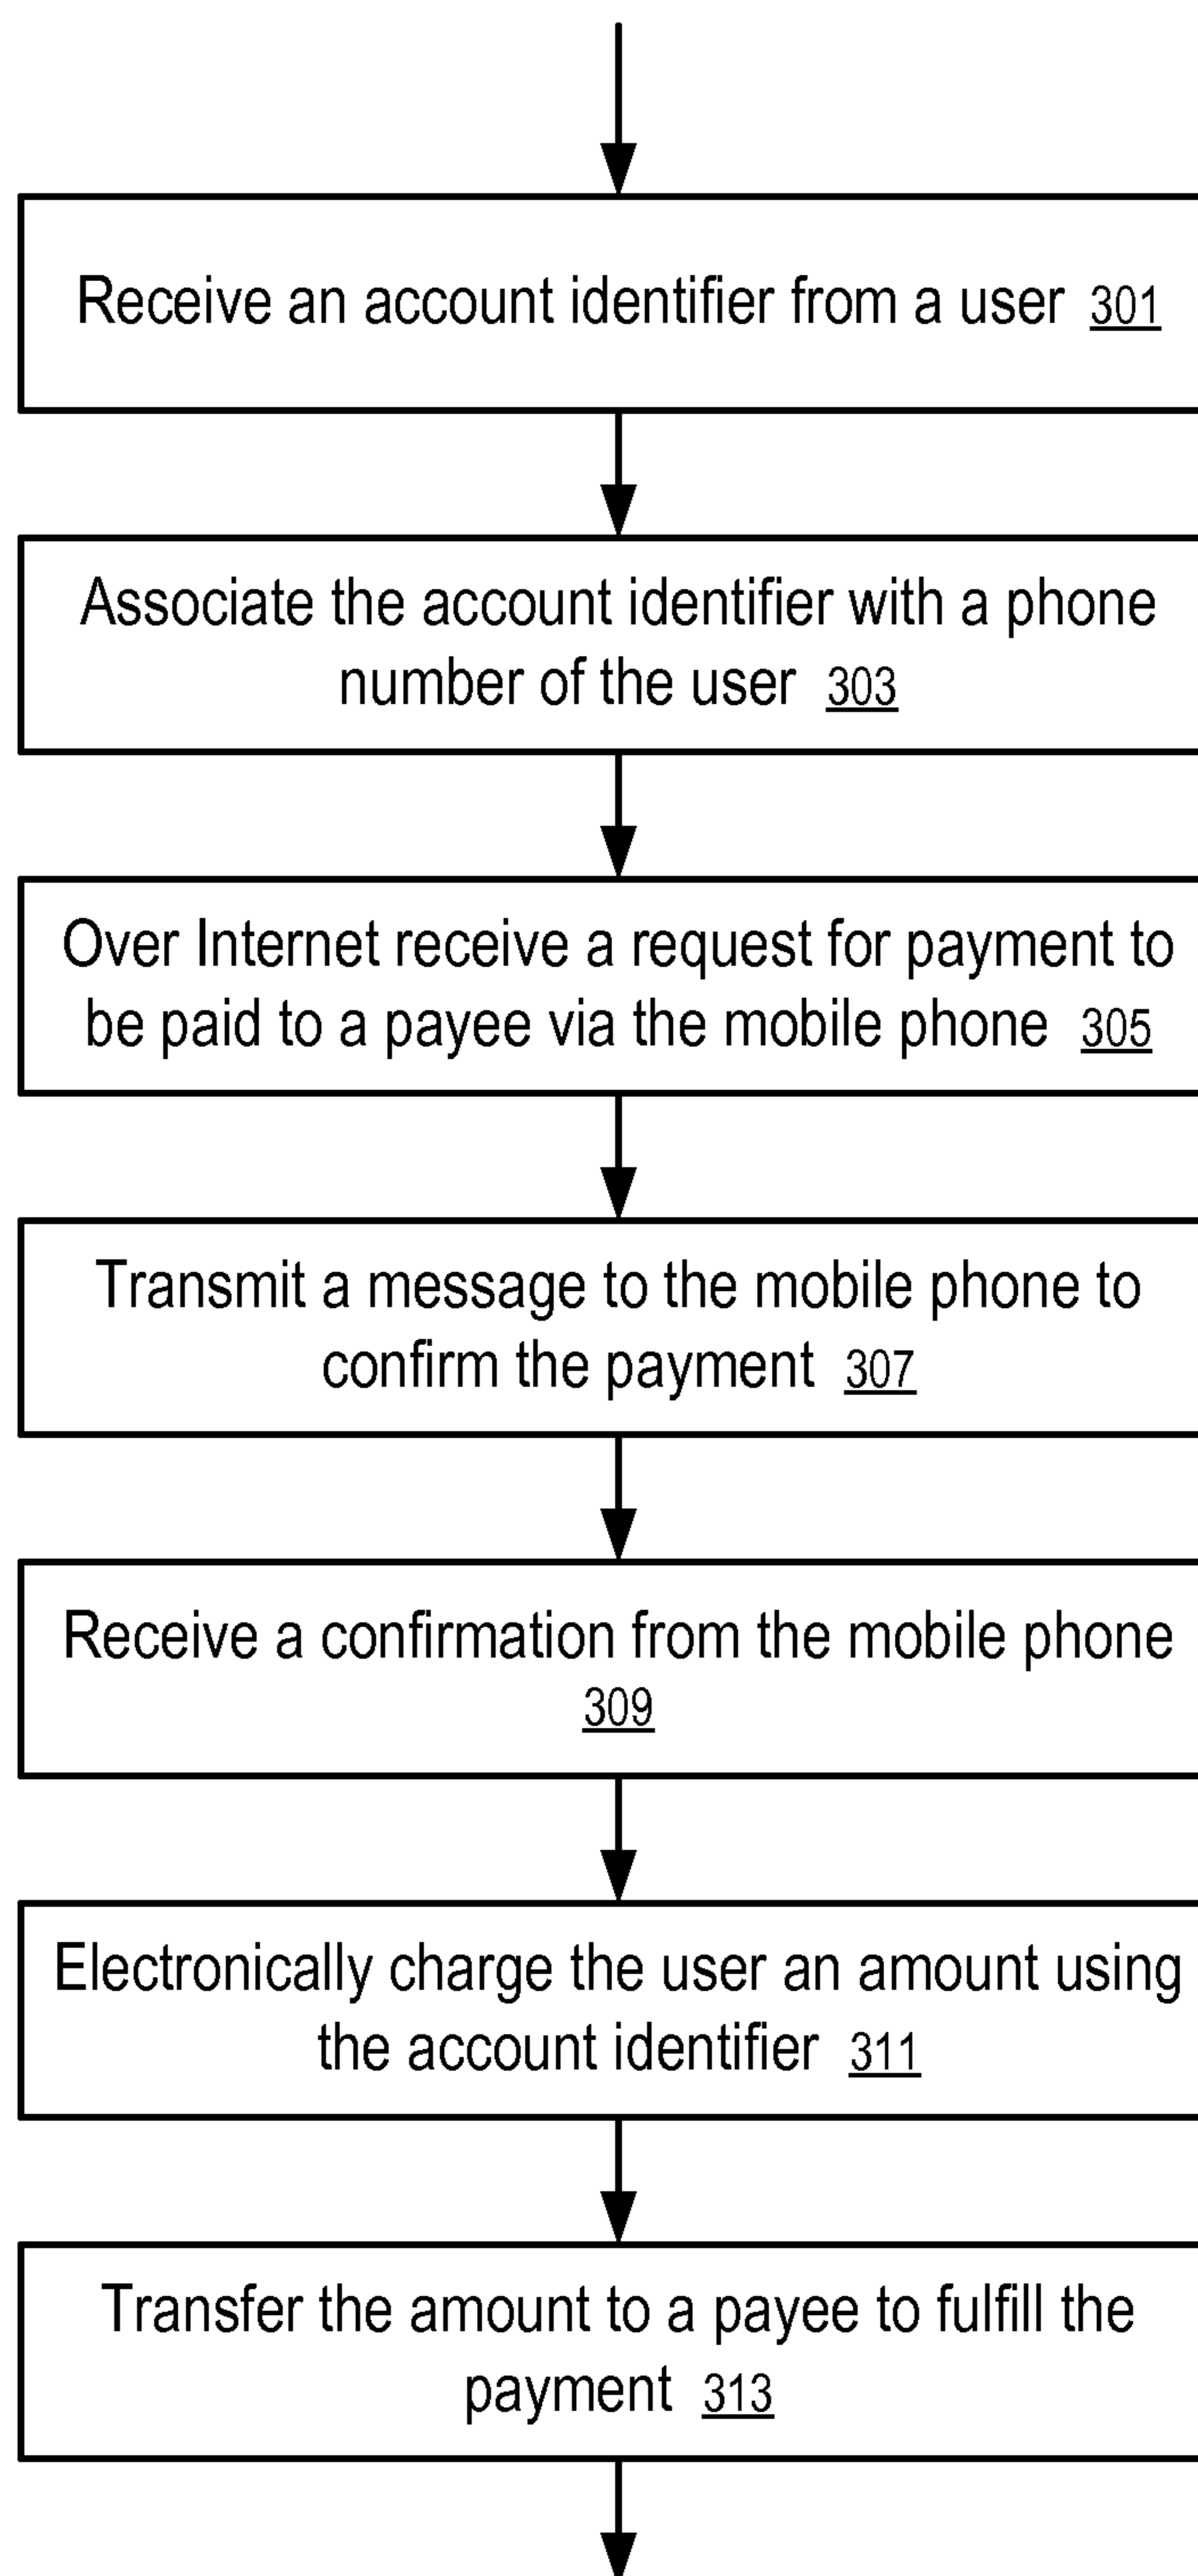 Receive an account identifier from a user 301
Associate the account identifier with a phone
number of the user 303
Over Internet receive a request for payment to
be paid to a payee via the mobile phone 305
Transmit a message to the mobile phone to
confirm the payment 307
Receive a confirmation from the mobile phone
309
Electronically charge the user an amount using
the account identifier 311
Transfer the amount to a payee to fulfill the
payment 313